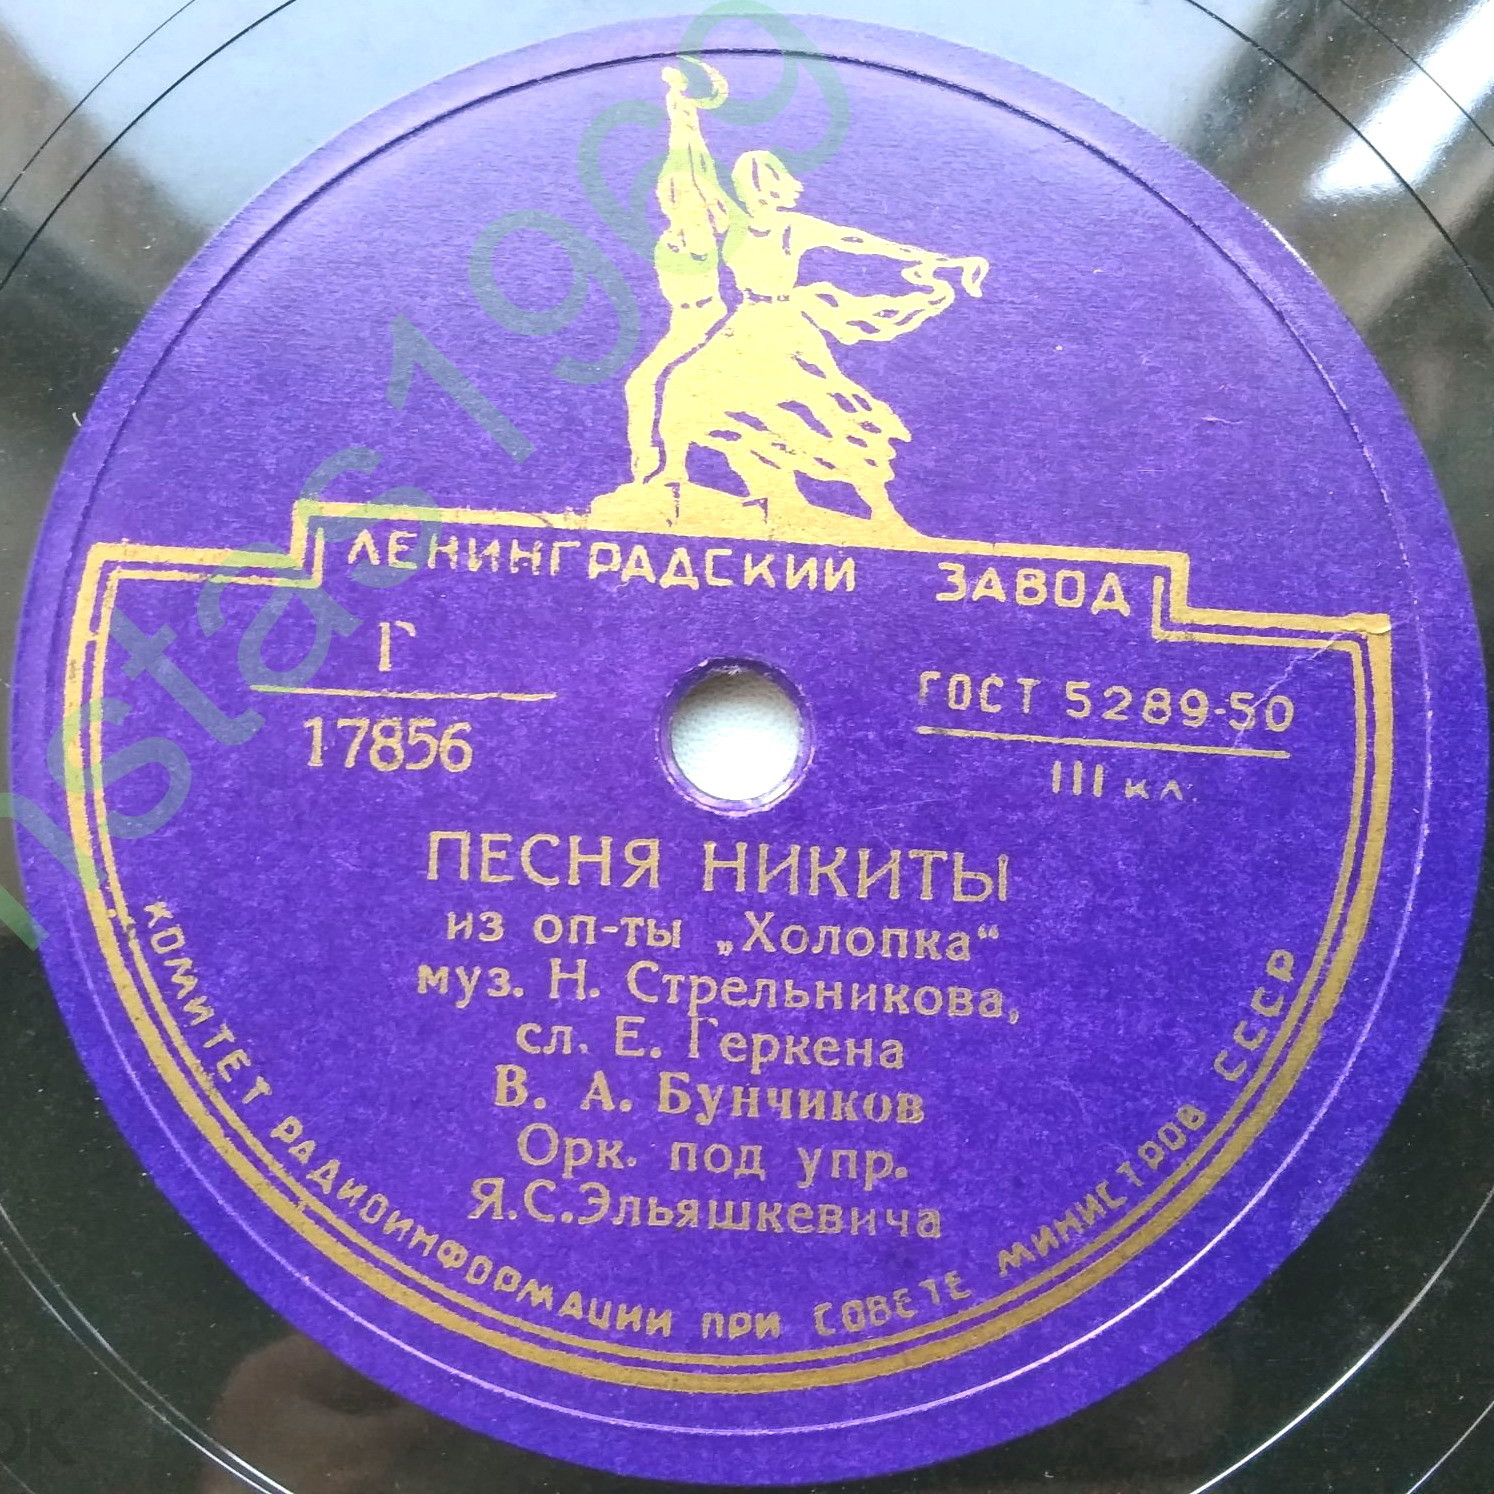 ЛЕНИНГРАДСКИЙ ЗАВОД
Г
17856
ГОСТ 5289-50
III кл.
ПЕСНЯ НИКИТЫ
из оп-ты „Холопка“
муз. Н. Стрельникова,
сл. Е. Геркена
В. А. Бунчиков
Орк. под упр.
Я.С.Эльяшкевича
КОМИТЕТ РАДИОИНФОРМАЦИИ ПРИ СОВЕТЕ МИНИСТРОВ СССР